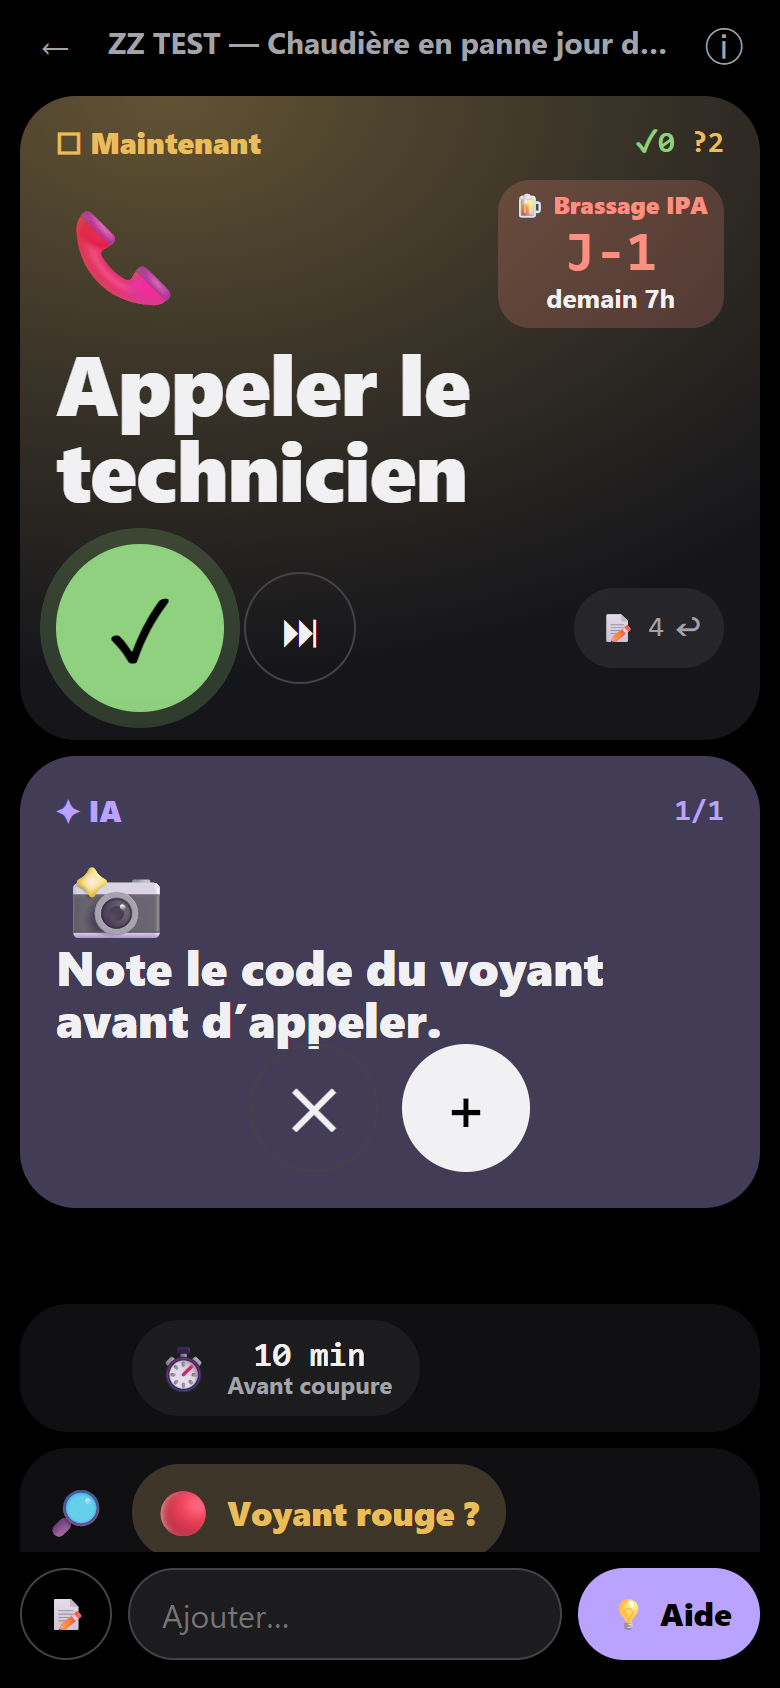 ← ZZ TEST — Chaudière en panne jour d… ⓘ
☐ Maintenant ✓0 ?2
🍺 Brassage IPA
J-1
demain 7h
Appeler le
technicien
✓ ⏭ 📝 4 ↩
✦ IA 1/1
Note le code du voyant
avant d’appeler.
✕ +
⏱ 10 min
Avant coupure
🔎 🔴 Voyant rouge ?
📝 Ajouter… 💡 Aide